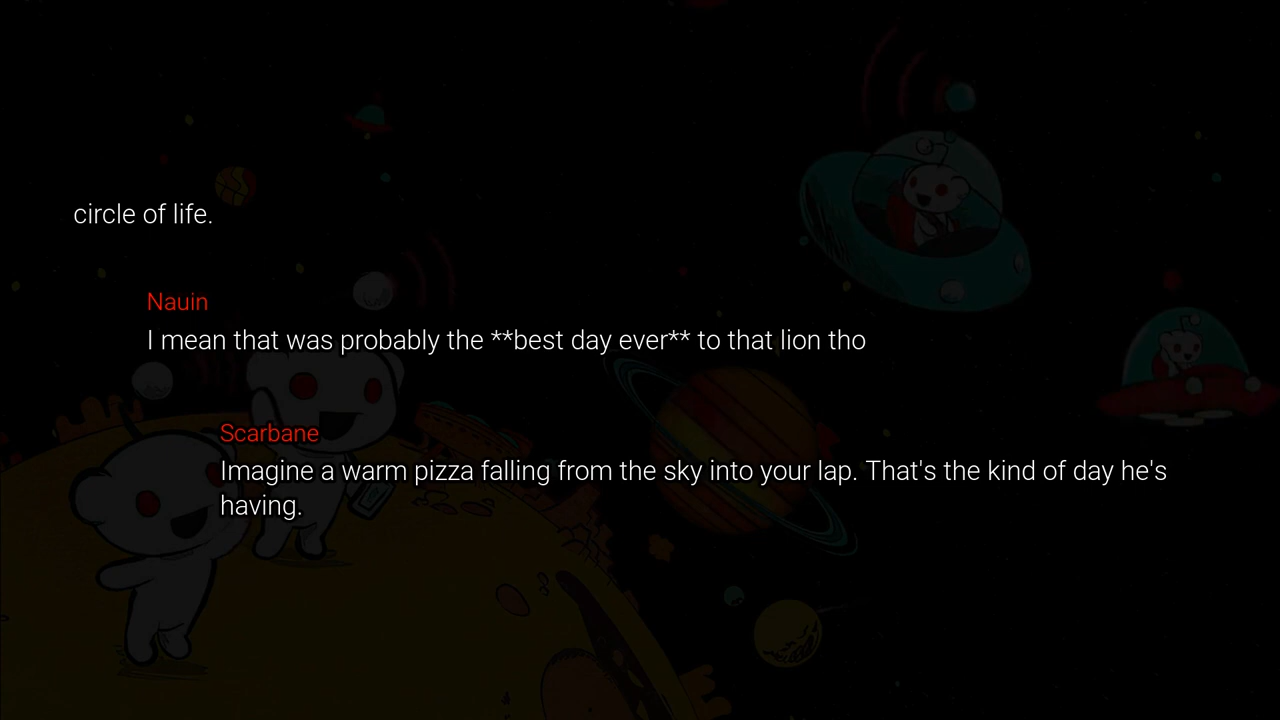 circle of life.
Nauin
I mean that was probably the **best day ever** to that lion tho
Scarbane
Imagine a warm pizza falling from the sky into your lap. That's the kind of day he's
having.